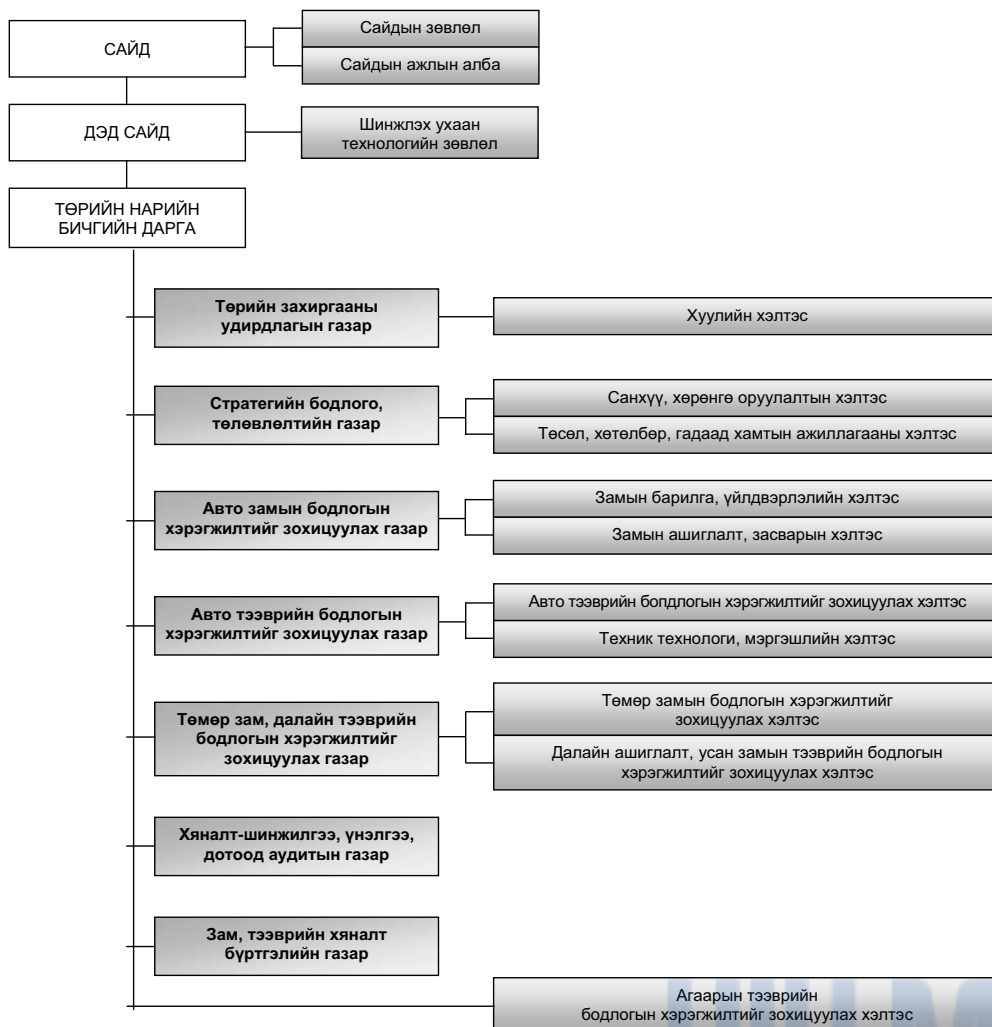 САЙД
Сайдын зөвлөл
Сайдын ажлын алба
ДЭД САЙД
Шинжлэх ухаан
технологийн зөвлөл
ТӨРИЙН НАРИЙН
БИЧГИЙН ДАРГА
Төрийн захиргааны
удирдлагын газар
Хуулийн хэлтэс
Стратегийн бодлого,
төлөвлөлтийн газар
Санхүү, хөрөнгө оруулалтын хэлтэс
Төсөл, хөтөлбөр, гадаад хамтын ажиллагааны хэлтэс
Авто замын бодлогын
хэрэгжилтийг зохицуулах газар
Замын барилга, үйлдвэрлэлийн хэлтэс
Замын ашиглалт, засварын хэлтэс
Авто тээврийн бодлогын
хэрэгжилтийг зохицуулах газар
Авто тээврийн бопдлогын хэрэгжилтийг зохицуулах хэлтэс
Техник технологи, мэргэшлийн хэлтэс
Төмөр зам, далайн тээврийн
бодлогын хэрэгжилтийг
зохицуулах газар
Төмөр замын бодлогын хэрэгжилтийг
зохицуулах хэлтэс
Далайн ашиглалт, усан замын тээврийн бодлогын
хэрэгжилтийг зохицуулах хэлтэс
Хяналт-шинжилгээ, үнэлгээ,
дотоод аудитын газар
Зам, тээврийн хяналт
бүртгэлийн газар
Агаарын тээврийн
бодлогын хэрэгжилтийг зохицуулах хэлтэс